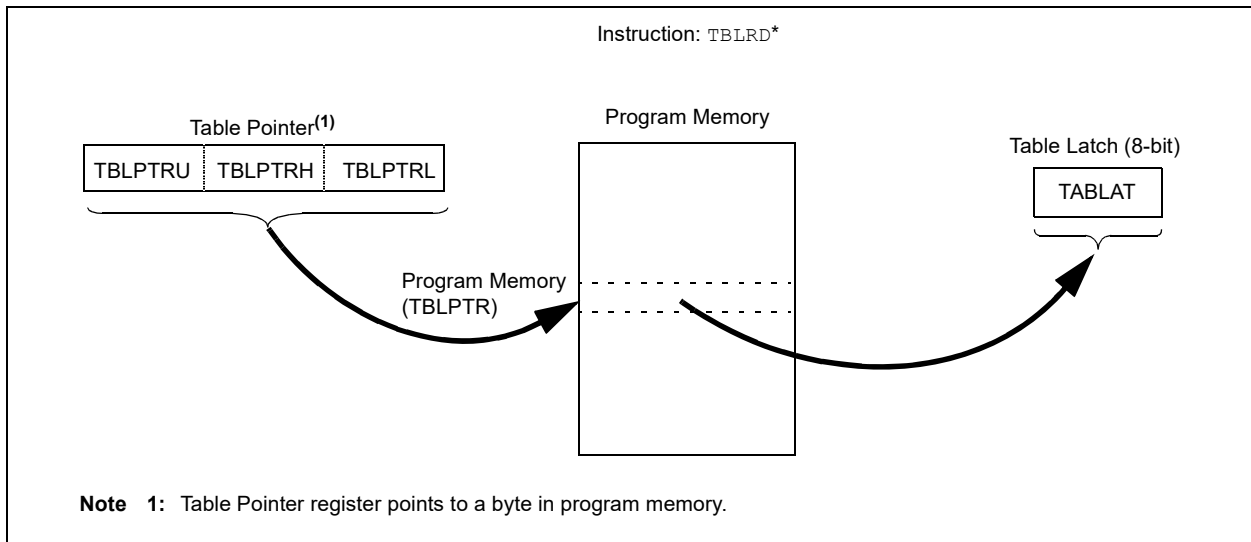 Instruction: TBLRD*
Table Pointer(1)
TBLPTRU TBLPTRH TBLPTRL
Program Memory
(TBLPTR)
Program Memory
Table Latch (8-bit)
TABLAT
Note 1: Table Pointer register points to a byte in program memory.